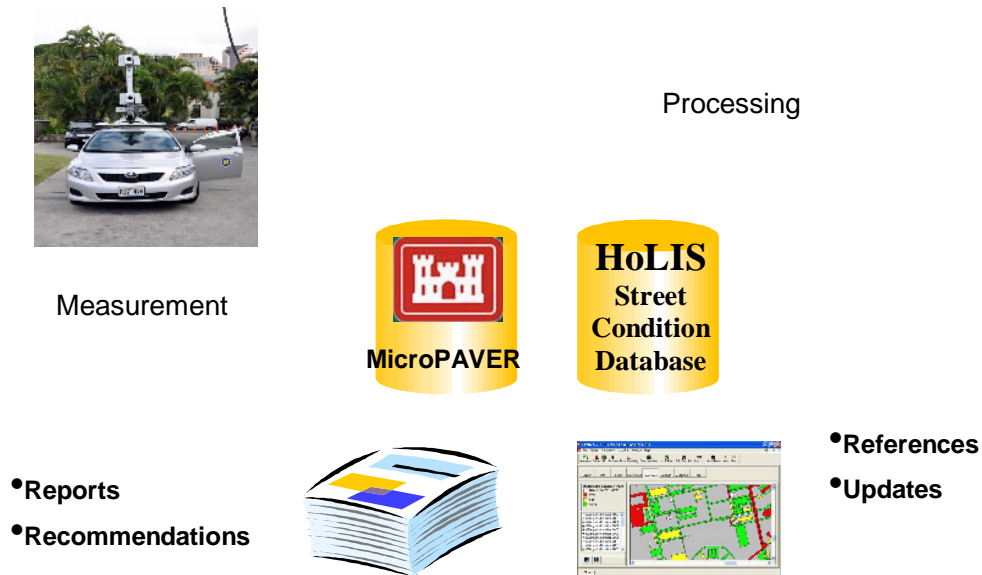 Processing
Measurement
MicroPAVER
HoLIS
Street
Condition
Database
•Reports
•Recommendations
•References
•Updates